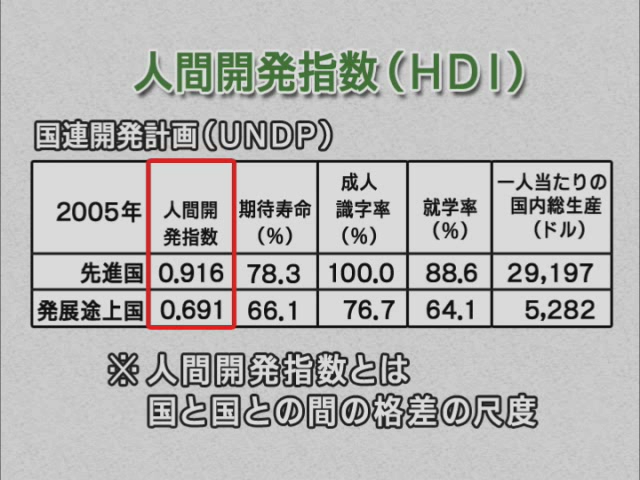 人間開発指数(HDI)
国連開発計画(UNDP)
2005年 人間開発指数 期待寿命(%) 成人識字率(%) 就学率(%) 一人当たりの国内総生産(ドル)
先進国 0.916 78.3 100.0 88.6 29,197
発展途上国 0.691 66.1 76.7 64.1 5,282
※人間開発指数とは
国と国との間の格差の尺度